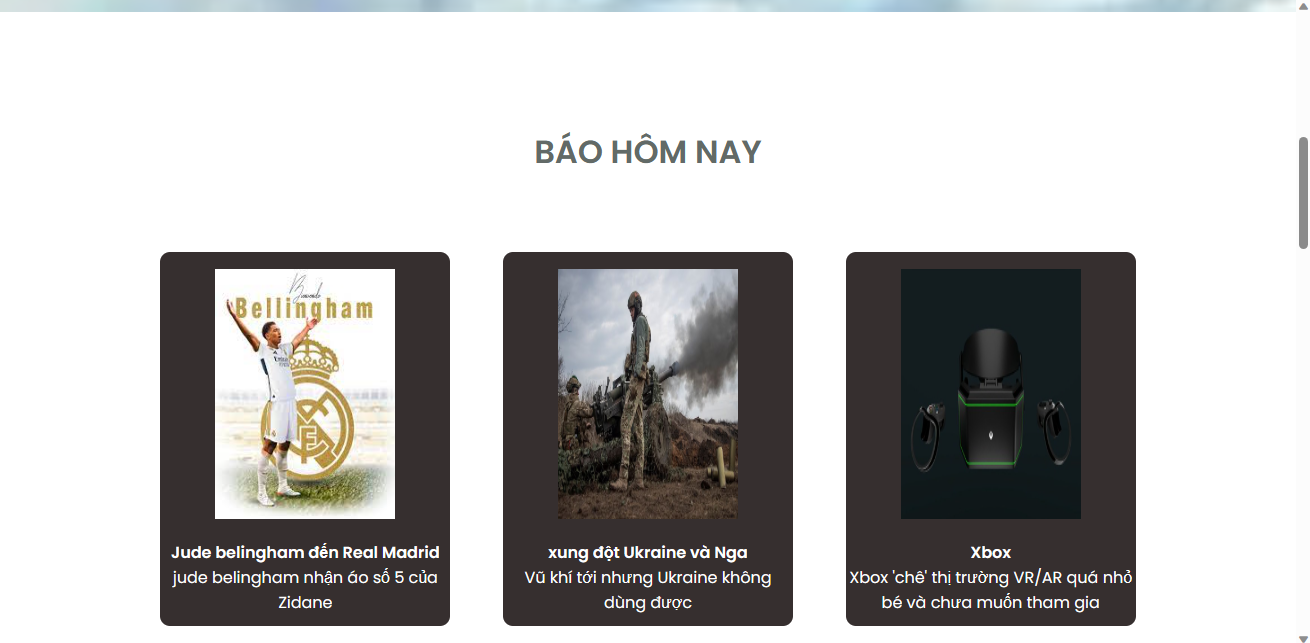 BÁO HÔM NAY
Bellingham
Jude belingham đến Real Madrid
jude belingham nhận áo số 5 của
Zidane
xung đột Ukraine và Nga
Vũ khí tới nhưng Ukraine không
dùng được
Xbox
Xbox 'chê' thị trường VR/AR quá nhỏ
bé và chưa muốn tham gia